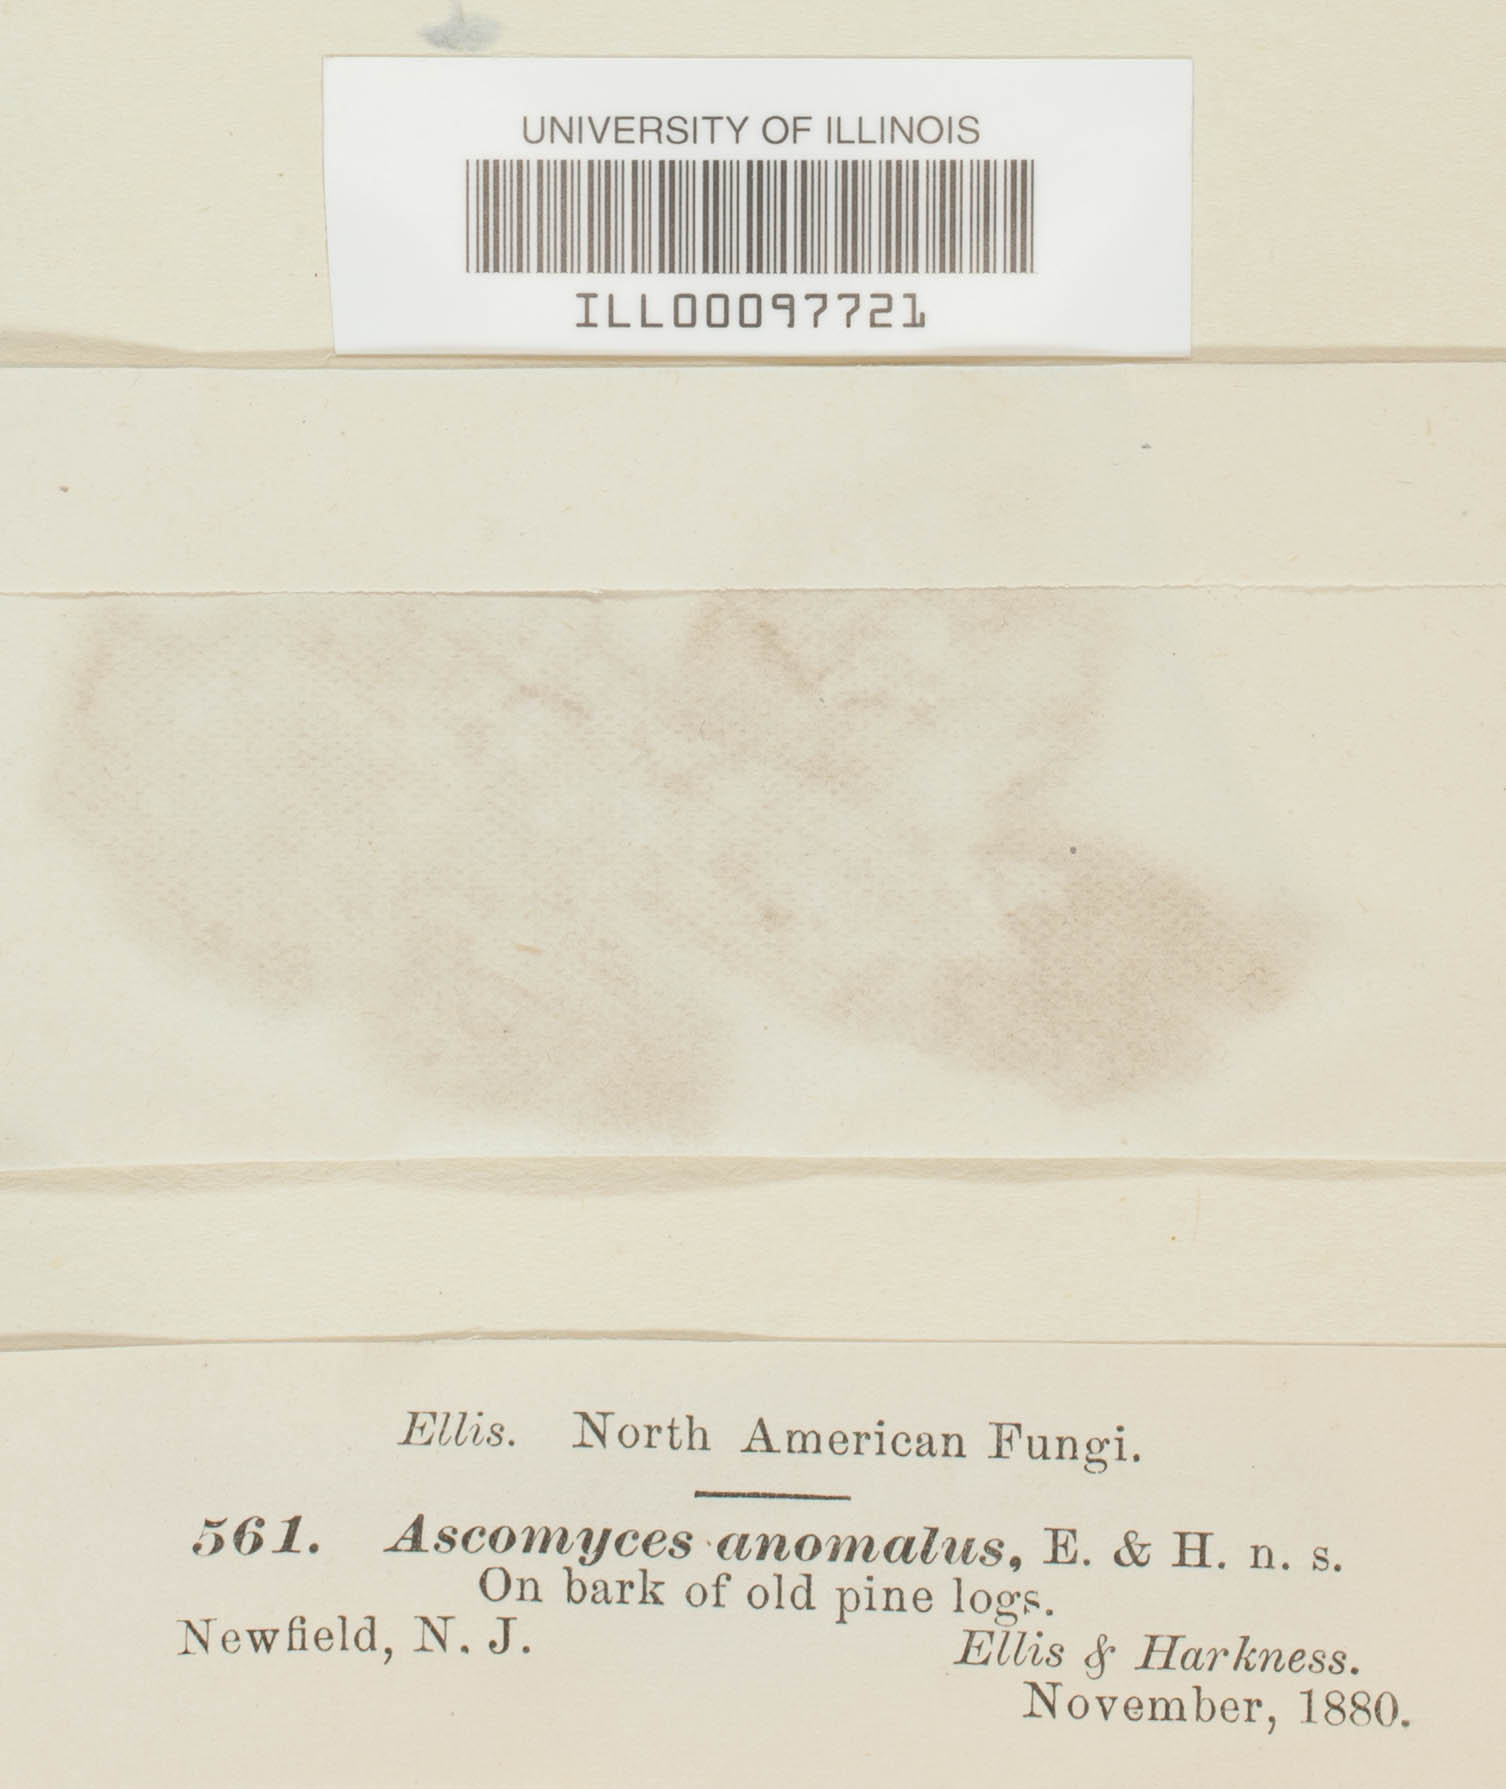 UNIVERSITY OF ILLINOIS
ILL00097721
Ellis. North American Fungi.
561. Ascomyces anomalus, E. & H. n. s.
On bark of old pine logs.
Newfield, N. J.
Ellis & Harkness.
November, 1880.